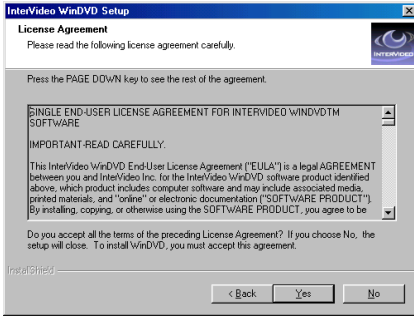 InterVideo WinDVD Setup
License Agreement
Please read the following license agreement carefully.
INTERVIDEO
Press the PAGE DOWN key to see the rest of the agreement.
SINGLE END-USER LICENSE AGREEMENT FOR INTERVIDEO WINDVDTM
SOFTWARE
IMPORTANT-READ CAREFULLY.
This InterVideo WinDVD End-User License Agreement ("EULA") is a legal AGREEMENT
between you and InterVideo Inc. for the InterVideo WinDVD software product identified
above, which product includes computer software and may include associated media,
printed materials, and "online" or electronic documentation ("SOFTWARE PRODUCT").
By installing, copying, or otherwise using the SOFTWARE PRODUCT, you agree to be
Do you accept all the terms of the preceding License Agreement? If you choose No, the
setup will close. To install WinDVD, you must accept this agreement.
InstallShield
< Back Yes No